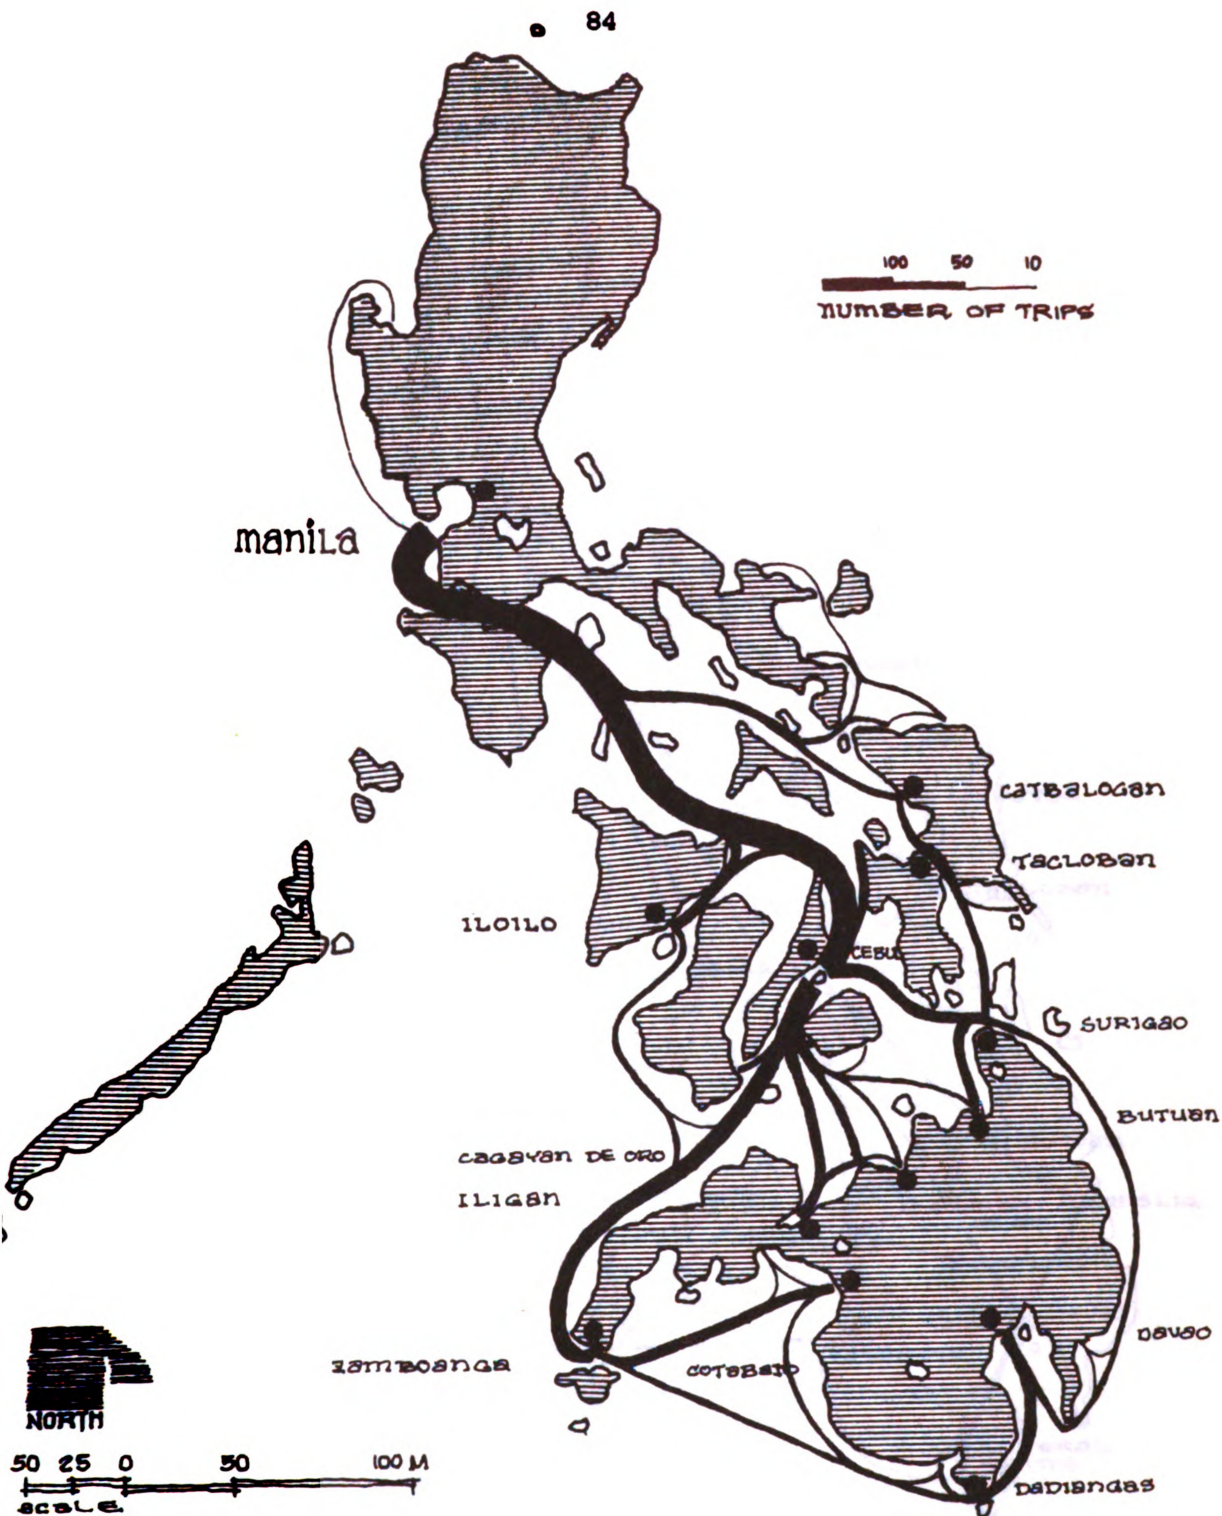 84
100 50 10
NUMBER OF TRIPS
manila
CATBALOGAN
TACLOBAN
ILOILO
CEBU
SURIGAO
BUTUAN
CAGAYAN DE ORO
ILIGAN
DAVAO
ZAMBOANGA
COTABATO
NORTH
50 25 0 50 100 M
SCALE
DADIANGAS